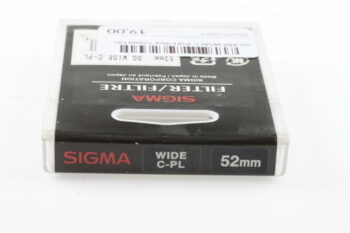 19.00
52mm DG WIDE C-PL
Made in Japan / Fabriqué au Japon
SIGMA CORPORATION
FILTER/FILTRE
SIGMA
SIGMA
WIDE
C-PL
52mm